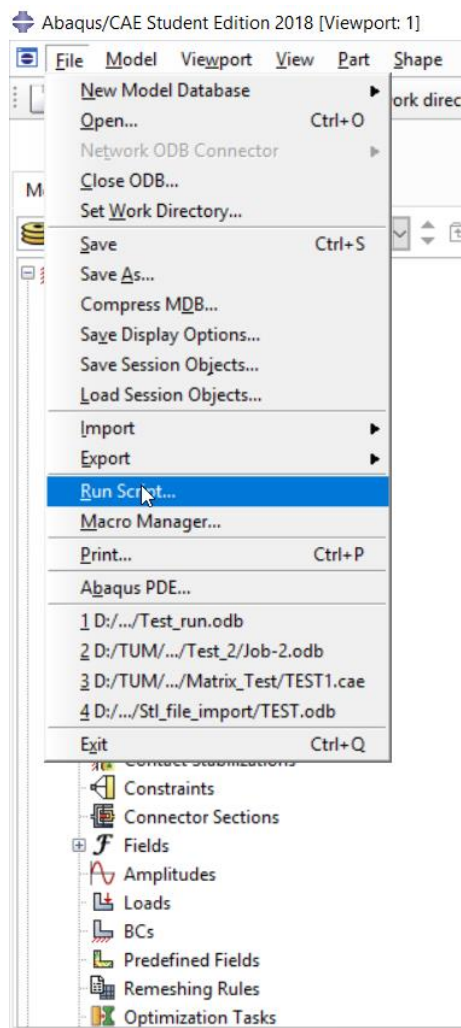 Abaqus/CAE Student Edition 2018 [Viewport: 1]
File Model Viewport View Part Shape
New Model Database
ork direc
Open... Ctrl+O
Network ODB Connector
Close ODB...
Set Work Directory...
Save Ctrl+S
Save As...
Compress MDB...
Save Display Options...
Save Session Objects...
Load Session Objects...
Import
Export
Run Script...
Macro Manager...
Print... Ctrl+P
Abaqus PDE...
1 D:/.../Test_run.odb
2 D:/TUM/.../Test_2/Job-2.odb
3 D:/TUM/.../Matrix_Test/TEST1.cae
4 D:/.../Stl_file_import/TEST.odb
Exit Ctrl+Q
Contact Stabilizations
Constraints
Connector Sections
Fields
Amplitudes
Loads
BCs
Predefined Fields
Remeshing Rules
Optimization Tasks